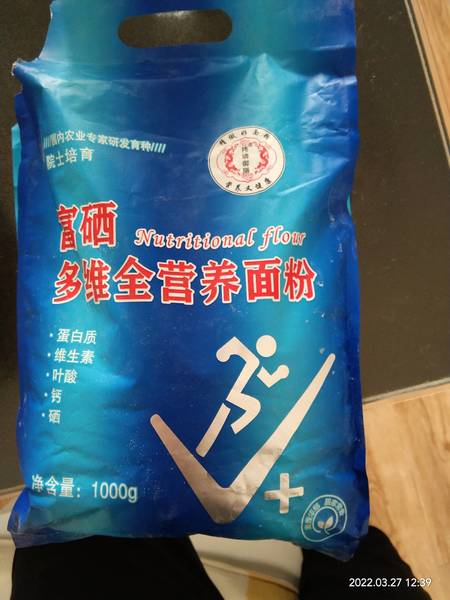 国内农业专家研发育种////
院士培育
富硒
Nutritional flour
多维全营养面粉
·蛋白质
·维生素
·叶酸
·钙
·硒
净含量：1000g
2022.03.27 12:39